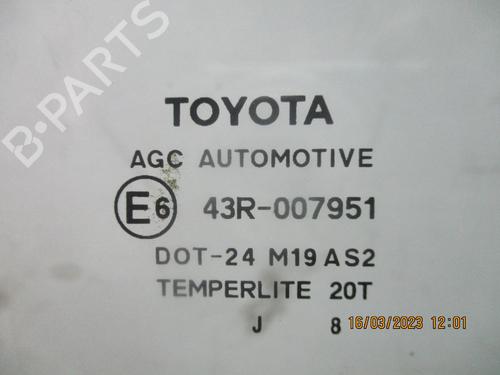 B-PARTS
TOYOTA
AGC AUTOMOTIVE
E6 43R-007951
DOT-24 M19 AS2
TEMPERLITE 20T
J 8
16/03/2023 12:01